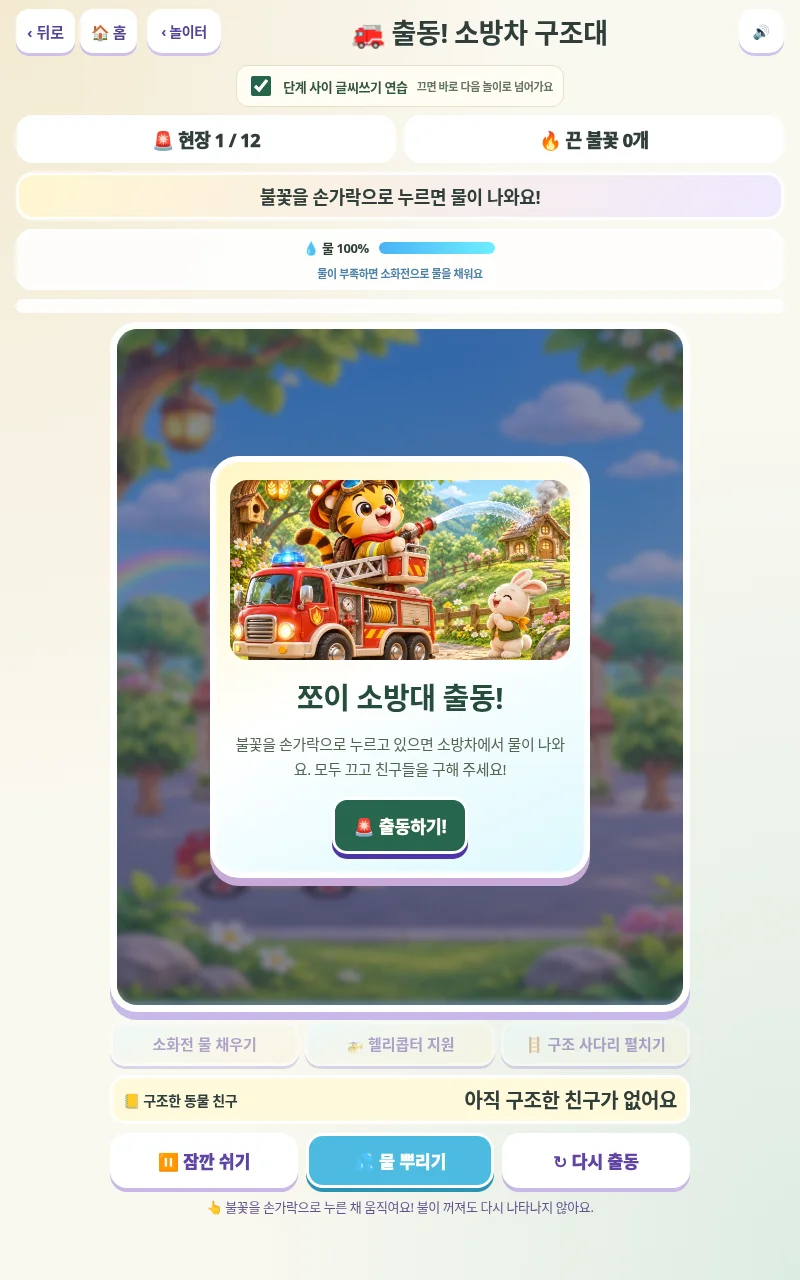 ‹ 뒤로
🏠 홈
‹ 놀이터
🚒 출동! 소방차 구조대
단계 사이 글씨쓰기 연습 끄면 바로 다음 놀이로 넘어가요
🚨 현장 1 / 12
🔥 끈 불꽃 0개
불꽃을 손가락으로 누르면 물이 나와요!
💧 물 100%
물이 부족하면 소화전으로 물을 채워요
쪼이 소방대 출동!
불꽃을 손가락으로 누르고 있으면 소방차에서 물이 나와
요. 모두 끄고 친구들을 구해 주세요!
🚨 출동하기!
소화전 물 채우기
🚁 헬리콥터 지원
🪜 구조 사다리 펼치기
📒 구조한 동물 친구
아직 구조한 친구가 없어요
⏸️ 잠깐 쉬기
💦 물 뿌리기
↻ 다시 출동
👆 불꽃을 손가락으로 누른 채 움직여요! 불이 꺼져도 다시 나타나지 않아요.